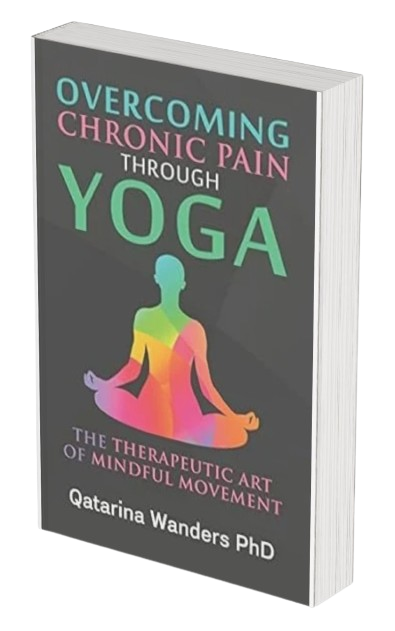 OVERCOMING
CHRONIC PAIN
THROUGH
YOGA
THE THERAPEUTIC ART
OF MINDFUL MOVEMENT
Qatarina Wanders PhD